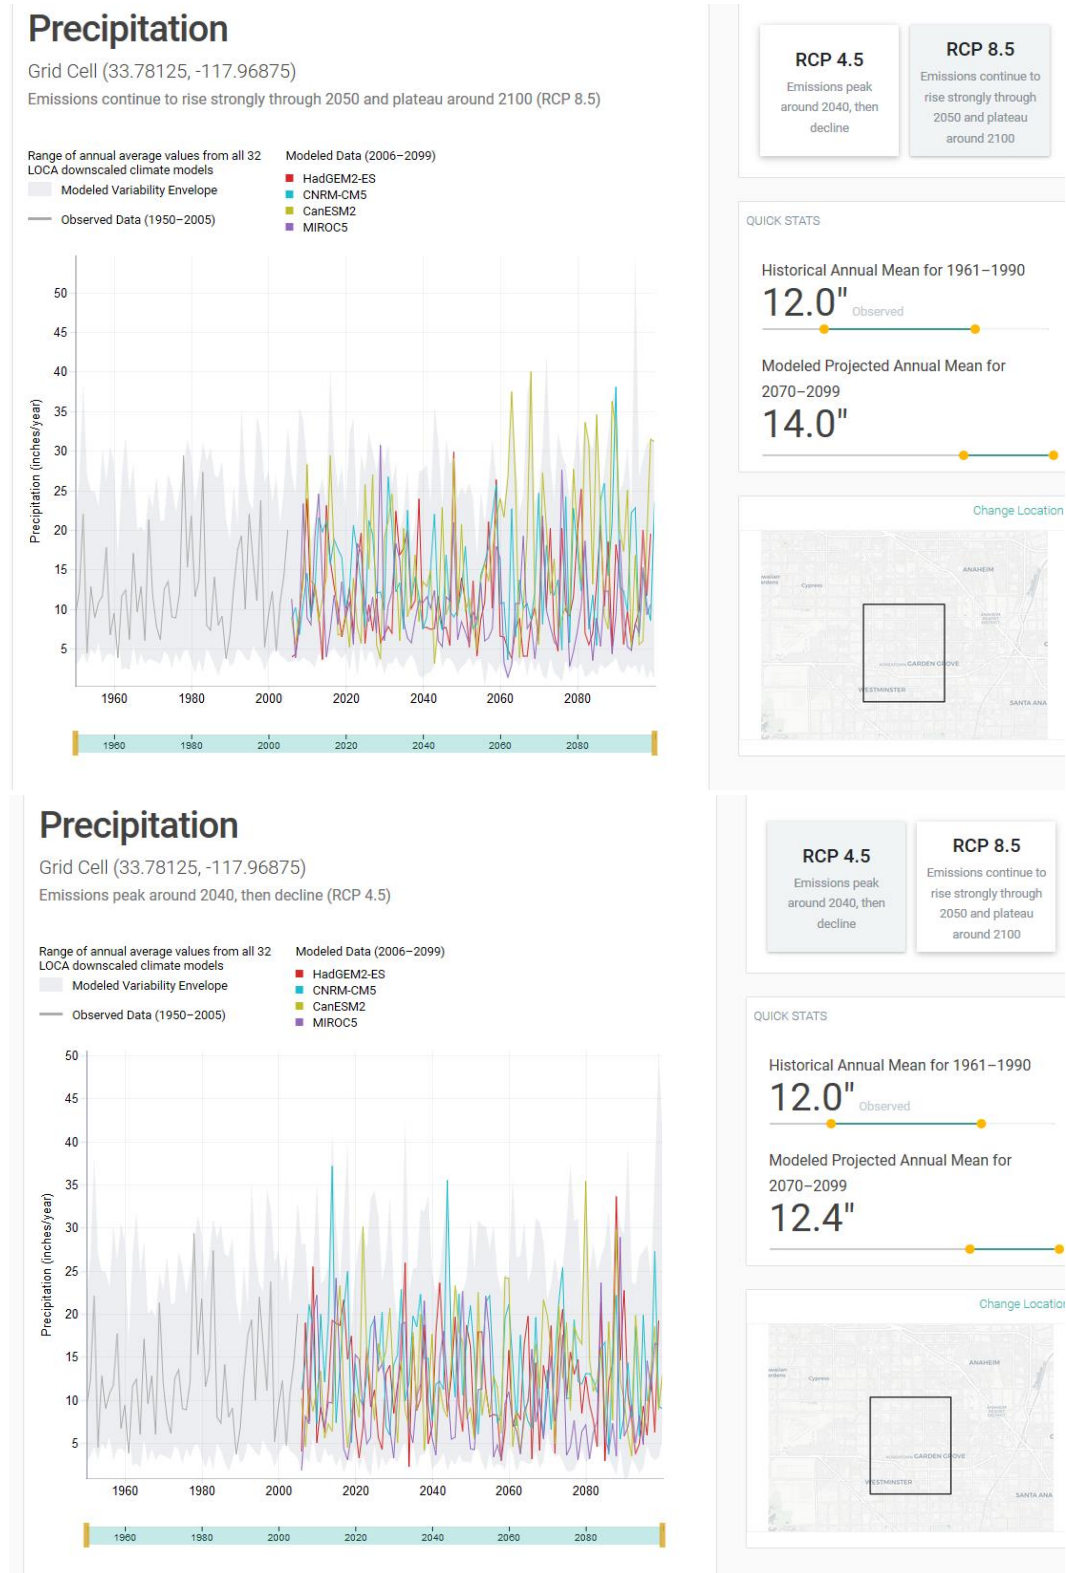 Precipitation
Grid Cell (33.78125, -117.96875)
Emissions continue to rise strongly through 2050 and plateau around 2100 (RCP 8.5)
Range of annual average values from all 32
LOCA downscaled climate models
Modeled Variability Envelope
Observed Data (1950–2005)
Modeled Data (2006–2099)
HadGEM2-ES
CNRM-CM5
CanESM2
MIROC5
Precipitation (inches/year)
50
45
40
35
30
25
20
15
10
5
1960 1980 2000 2020 2040 2060 2080
1960 1980 2000 2020 2040 2060 2080
RCP 4.5
Emissions peak
around 2040, then
decline
RCP 8.5
Emissions continue to
rise strongly through
2050 and plateau
around 2100
QUICK STATS
Historical Annual Mean for 1961–1990
12.0" Observed
Modeled Projected Annual Mean for
2070–2099
14.0"
Change Location
ANAHEIM
Cypress
GARDEN GROVE
WESTMINSTER
SANTA ANA
Precipitation
Grid Cell (33.78125, -117.96875)
Emissions peak around 2040, then decline (RCP 4.5)
Range of annual average values from all 32
LOCA downscaled climate models
Modeled Variability Envelope
Observed Data (1950–2005)
Modeled Data (2006–2099)
HadGEM2-ES
CNRM-CM5
CanESM2
MIROC5
Precipitation (inches/year)
50
45
40
35
30
25
20
15
10
5
1960 1980 2000 2020 2040 2060 2080
1960 1980 2000 2020 2040 2060 2080
RCP 4.5
Emissions peak
around 2040, then
decline
RCP 8.5
Emissions continue to
rise strongly through
2050 and plateau
around 2100
QUICK STATS
Historical Annual Mean for 1961–1990
12.0" Observed
Modeled Projected Annual Mean for
2070–2099
12.4"
Change Location
ANAHEIM
Cypress
GARDEN GROVE
WESTMINSTER
SANTA ANA